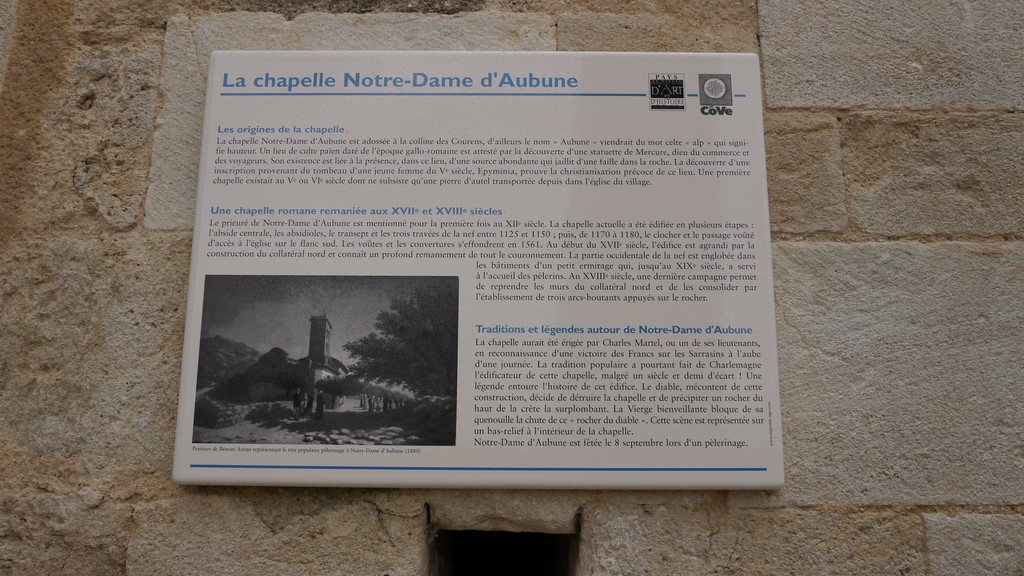 La chapelle Notre-Dame d'Aubune
PAYS
D'ART
D'HISTOIRE
CoVe
Les origines de la chapelle.
La chapelle Notre-Dame d'Aubune est adossée à la colline des Courens, d'ailleurs le nom « Aubune » viendrait du mot celte « alp » qui signi-
fie hauteur. Un lieu de culte païen daté de l'époque gallo-romaine est attesté par la découverte d'une statuette de Mercure, dieu du commerce et
des voyageurs. Son existence est liée à la présence, dans ce lieu, d'une source abondante qui jaillit d'une faille dans la roche. La découverte d'une
inscription provenant du tombeau d'une jeune femme du Ve siècle, Epyminia, prouve la christianisation précoce de ce lieu. Une première
chapelle existait au Ve ou VIe siècle dont ne subsiste qu'une pierre d'autel transportée depuis dans l'église du village.
Une chapelle romane remaniée aux XVIIe et XVIIIe siècles
Le prieuré de Notre-Dame d'Aubune est mentionné pour la première fois au XIIe siècle. La chapelle actuelle a été édifiée en plusieurs étapes :
l'abside centrale, les absidioles, le transept et les trois travées de la nef entre 1125 et 1150 ; puis, de 1170 à 1180, le clocher et le passage voûté
d'accès à l'église sur le flanc sud. Les voûtes et les couvertures s'effondrent en 1561. Au début du XVIIe siècle, l'édifice est agrandi par la
construction du collatéral nord et connaît un profond remaniement de tout le couronnement. La partie occidentale de la nef est englobée dans
les bâtiments d'un petit ermitage qui, jusqu'au XIXe siècle, a servi
à l'accueil des pèlerins. Au XVIIIe siècle, une dernière campagne permet
de reprendre les murs du collatéral nord et de les consolider par
l'établissement de trois arcs-boutants appuyés sur le rocher.
Traditions et légendes autour de Notre-Dame d'Aubune
La chapelle aurait été érigée par Charles Martel, ou un de ses lieutenants,
en reconnaissance d'une victoire des Francs sur les Sarrasins à l'aube
d'une journée. La tradition populaire a pourtant fait de Charlemagne
l'édificateur de cette chapelle, malgré un siècle et demi d'écart ! Une
légende entoure l'histoire de cet édifice. Le diable, mécontent de cette
construction, décide de détruire la chapelle et de précipiter un rocher du
haut de la crête la surplombant. La Vierge bienveillante bloque de sa
quenouille la chute de ce « rocher du diable ». Cette scène est représentée sur
un bas-relief à l'intérieur de la chapelle.
Notre-Dame d'Aubune est fêtée le 8 septembre lors d'un pèlerinage.
Peinture de Bénoni Auran représentant le très populaire pèlerinage à Notre-Dame d'Aubune (1880)